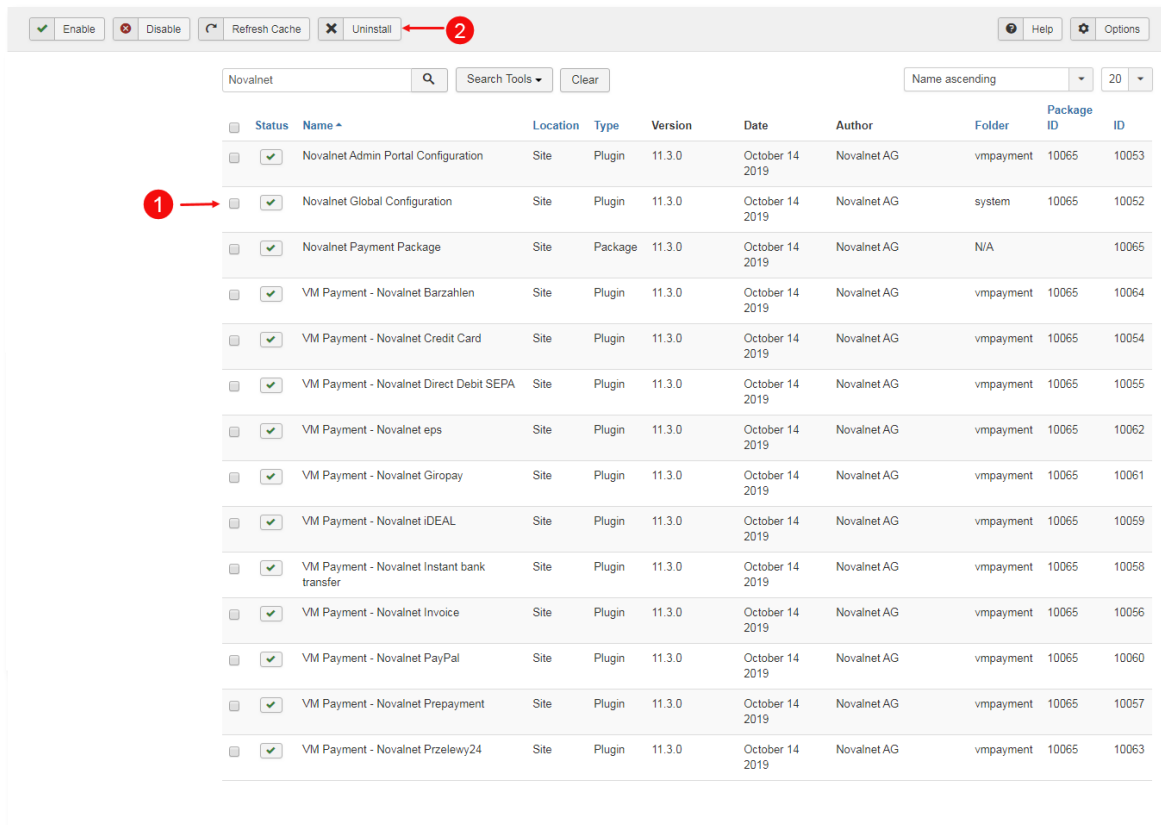 Enable Disable Refresh Cache Uninstall 2 Help Options
Novalnet Search Tools Clear Name ascending 20
Package
Status Name Location Type Version Date Author Folder ID ID
Novalnet Admin Portal Configuration Site Plugin 11.3.0 October 14 Novalnet AG vmpayment 10065 10053
2019
1 Novalnet Global Configuration Site Plugin 11.3.0 October 14 Novalnet AG system 10065 10052
2019
Novalnet Payment Package Site Package 11.3.0 October 14 Novalnet AG N/A 10065
2019
VM Payment - Novalnet Barzahlen Site Plugin 11.3.0 October 14 Novalnet AG vmpayment 10065 10064
2019
VM Payment - Novalnet Credit Card Site Plugin 11.3.0 October 14 Novalnet AG vmpayment 10065 10054
2019
VM Payment - Novalnet Direct Debit SEPA Site Plugin 11.3.0 October 14 Novalnet AG vmpayment 10065 10055
2019
VM Payment - Novalnet eps Site Plugin 11.3.0 October 14 Novalnet AG vmpayment 10065 10062
2019
VM Payment - Novalnet Giropay Site Plugin 11.3.0 October 14 Novalnet AG vmpayment 10065 10061
2019
VM Payment - Novalnet iDEAL Site Plugin 11.3.0 October 14 Novalnet AG vmpayment 10065 10059
2019
VM Payment - Novalnet Instant bank Site Plugin 11.3.0 October 14 Novalnet AG vmpayment 10065 10058
transfer 2019
VM Payment - Novalnet Invoice Site Plugin 11.3.0 October 14 Novalnet AG vmpayment 10065 10056
2019
VM Payment - Novalnet PayPal Site Plugin 11.3.0 October 14 Novalnet AG vmpayment 10065 10060
2019
VM Payment - Novalnet Prepayment Site Plugin 11.3.0 October 14 Novalnet AG vmpayment 10065 10057
2019
VM Payment - Novalnet Przelewy24 Site Plugin 11.3.0 October 14 Novalnet AG vmpayment 10065 10063
2019